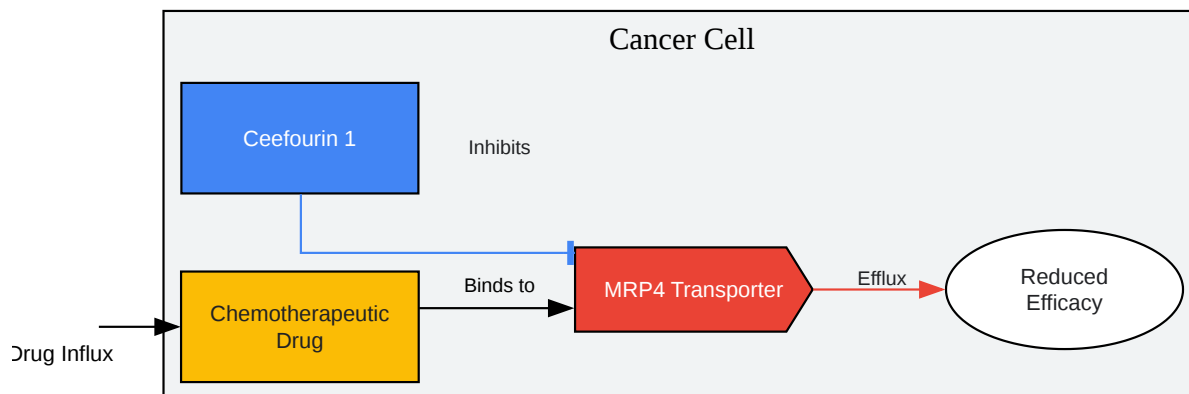 Cancer Cell
Ceefourin 1
Inhibits
Binds to
MRP4 Transporter
Efflux
Reduced
Efficacy
Chemotherapeutic
Drug
Drug Influx